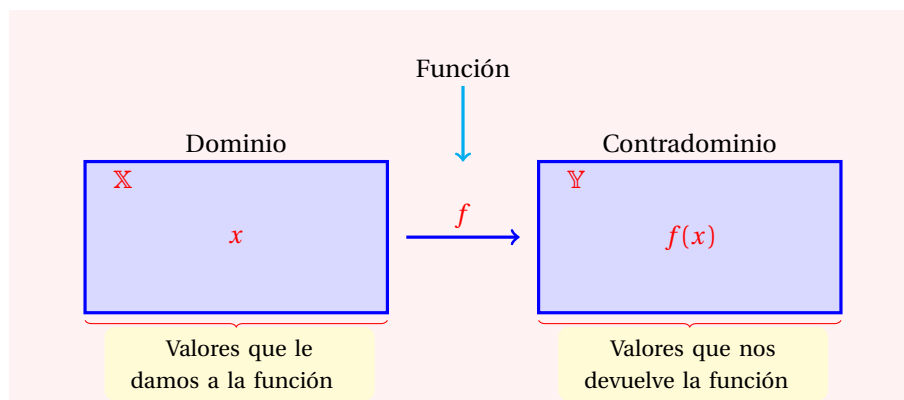 Función
Dominio
Contradominio
𝕏
𝕐
f
x
f(x)
Valores que le
damos a la función
Valores que nos
devuelve la función